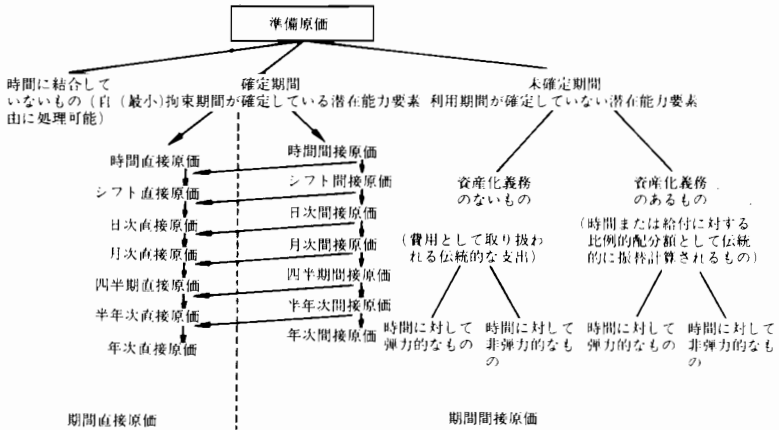 準備原価
時間に結合して
いないもの(自
由に処理可能)
確定期間
(最小)拘束期間が確定している潜在能力要素
未確定期間
利用期間が確定していない潜在能力要素
時間直接原価
シフト直接原価
日次直接原価
月次直接原価
四半期直接原価
半年次直接原価
年次直接原価
時間間接原価
シフト間接原価
日次間接原価
月次間接原価
四半期間接原価
半年次間接原価
年次間接原価
資産化義務
のないもの
(費用として取り扱わ
れる伝統的な支出)
資産化義務
のあるもの
(時間または給付に対する
比例的配分額として伝統
的に振替計算されるもの)
時間に対して
弾力的なもの
時間に対して
非弾力的なも
の
時間に対して
弾力的なもの
時間に対して
非弾力的なも
の
期間直接原価
期間間接原価